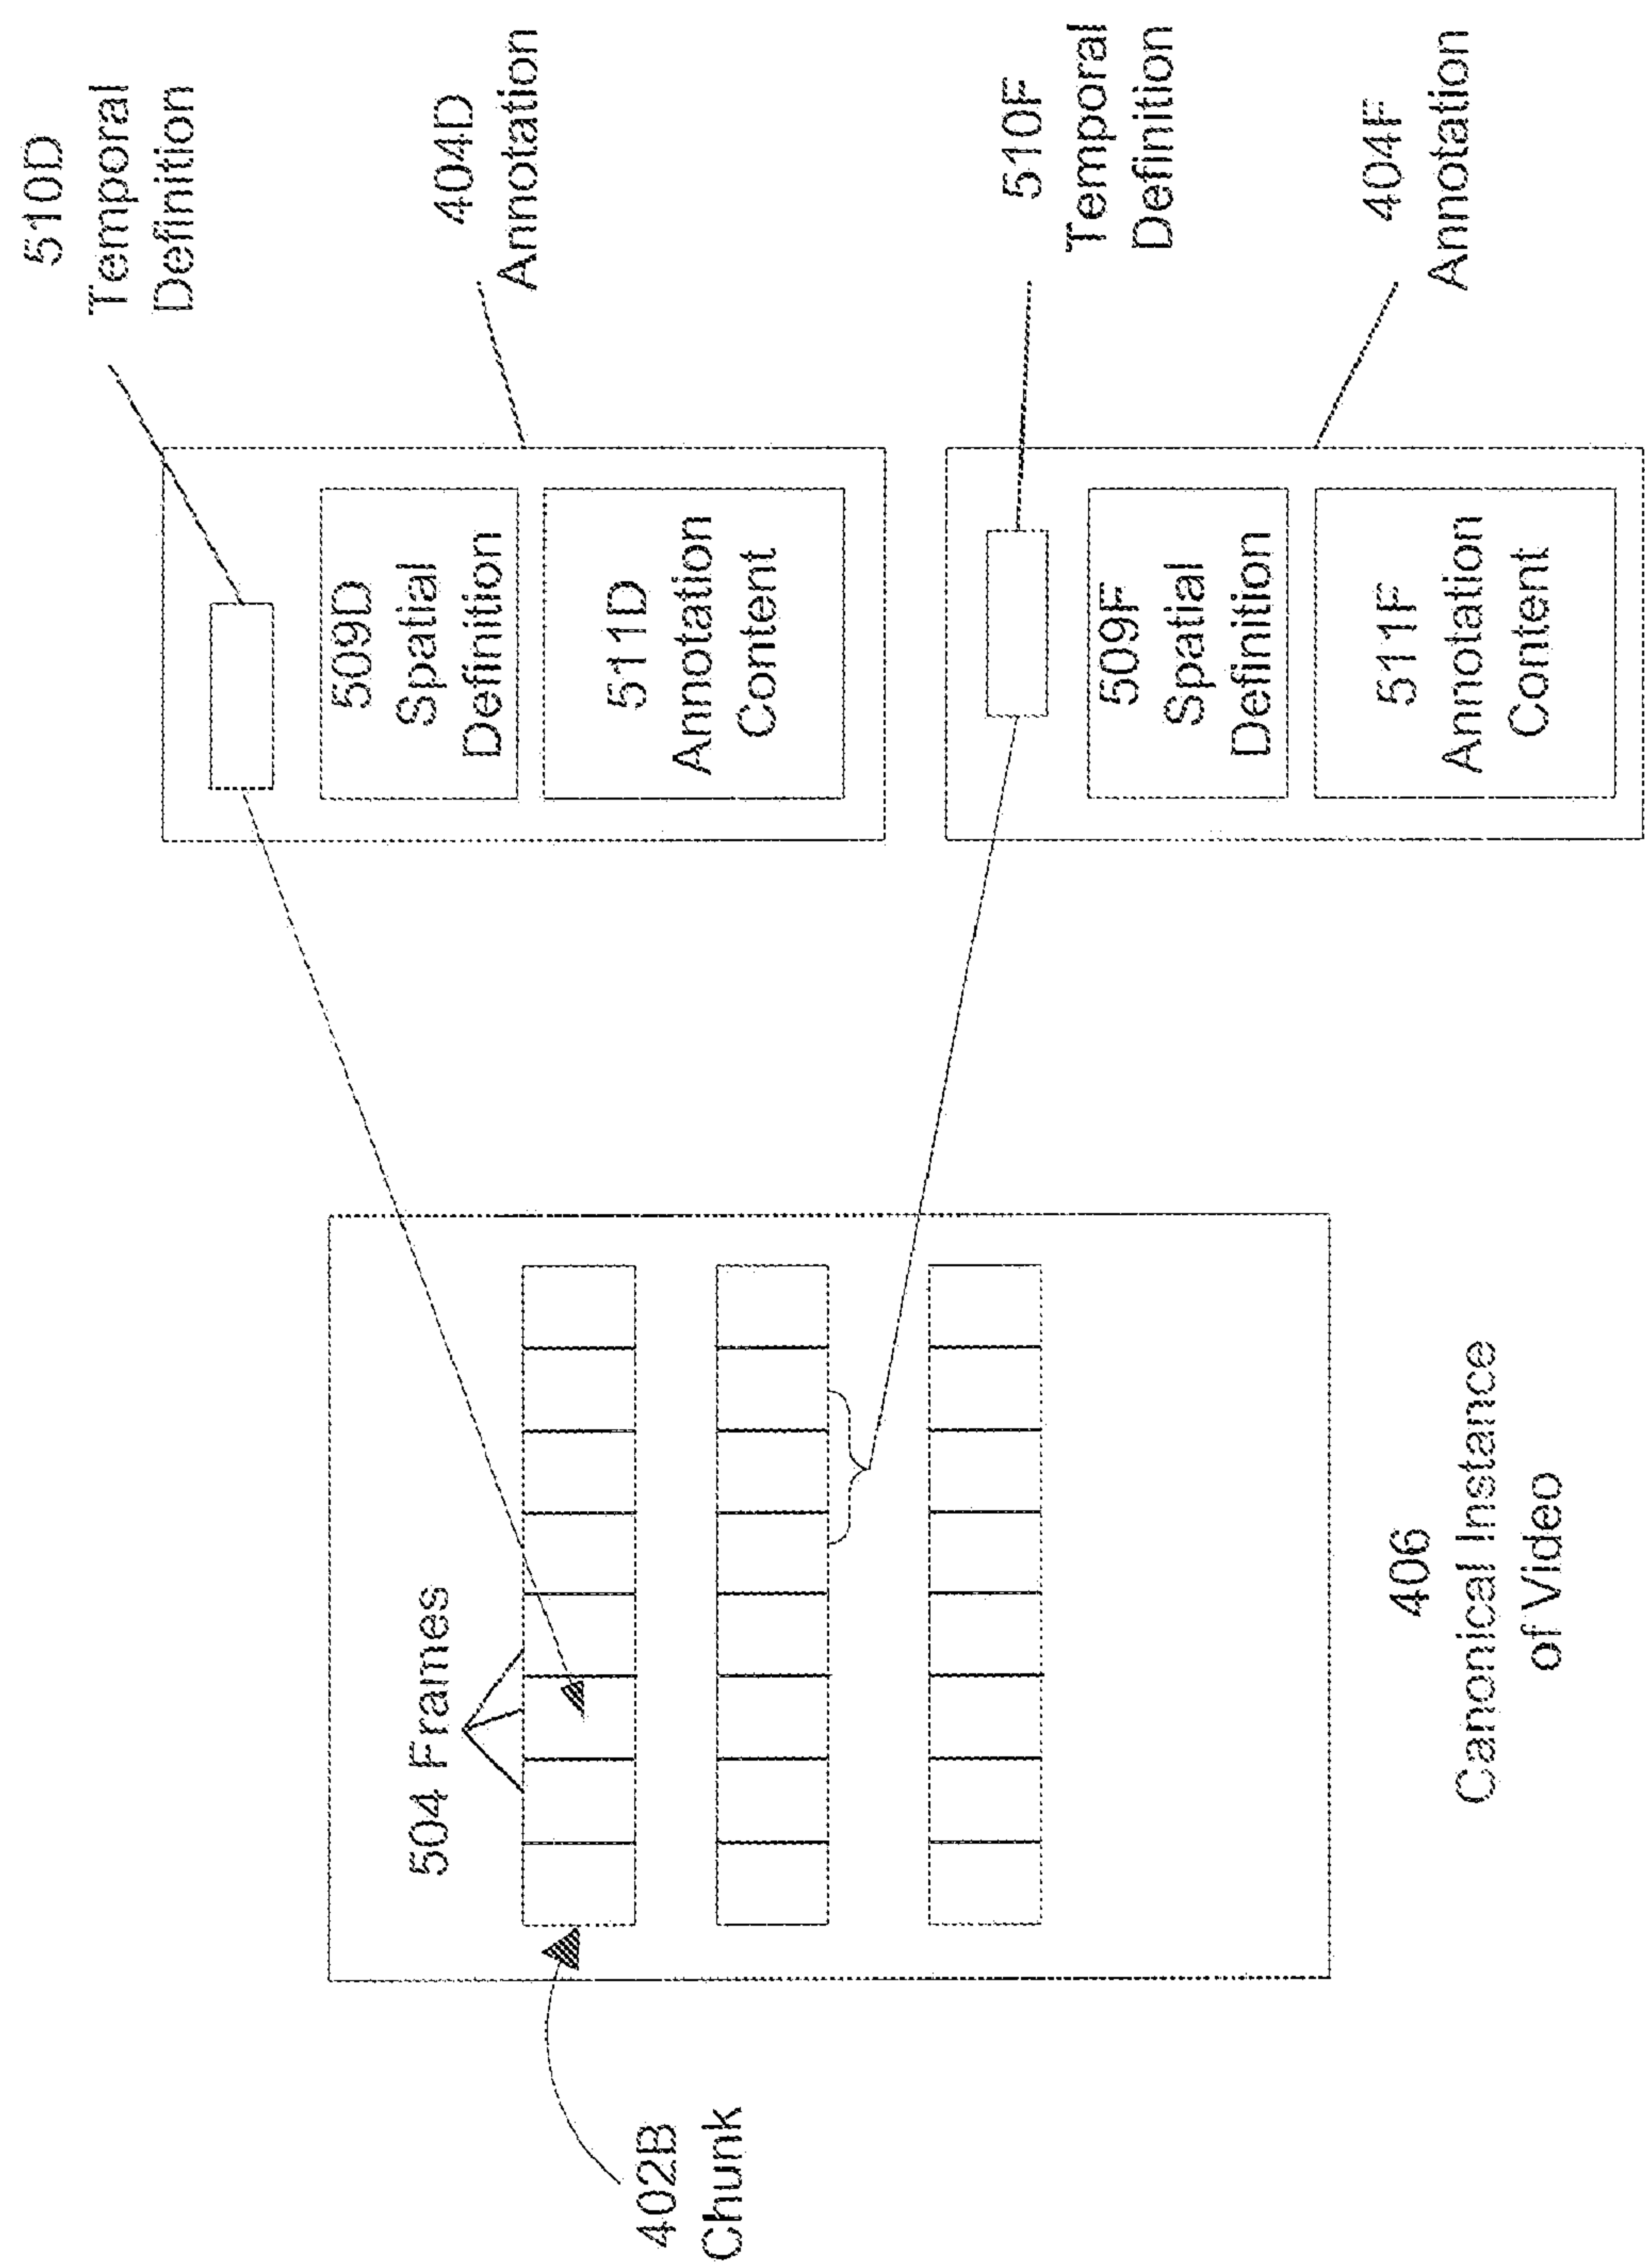 402B
Chunk
504 Frames
406
Canonical Instance
of Video
510D
Temporal
Definition
509D
Spatial
Definition
511D
Annotation
Content
404D
Annotation
510F
Temporal
Definition
509F
Spatial
Definition
511F
Annotation
Content
404F
Annotation